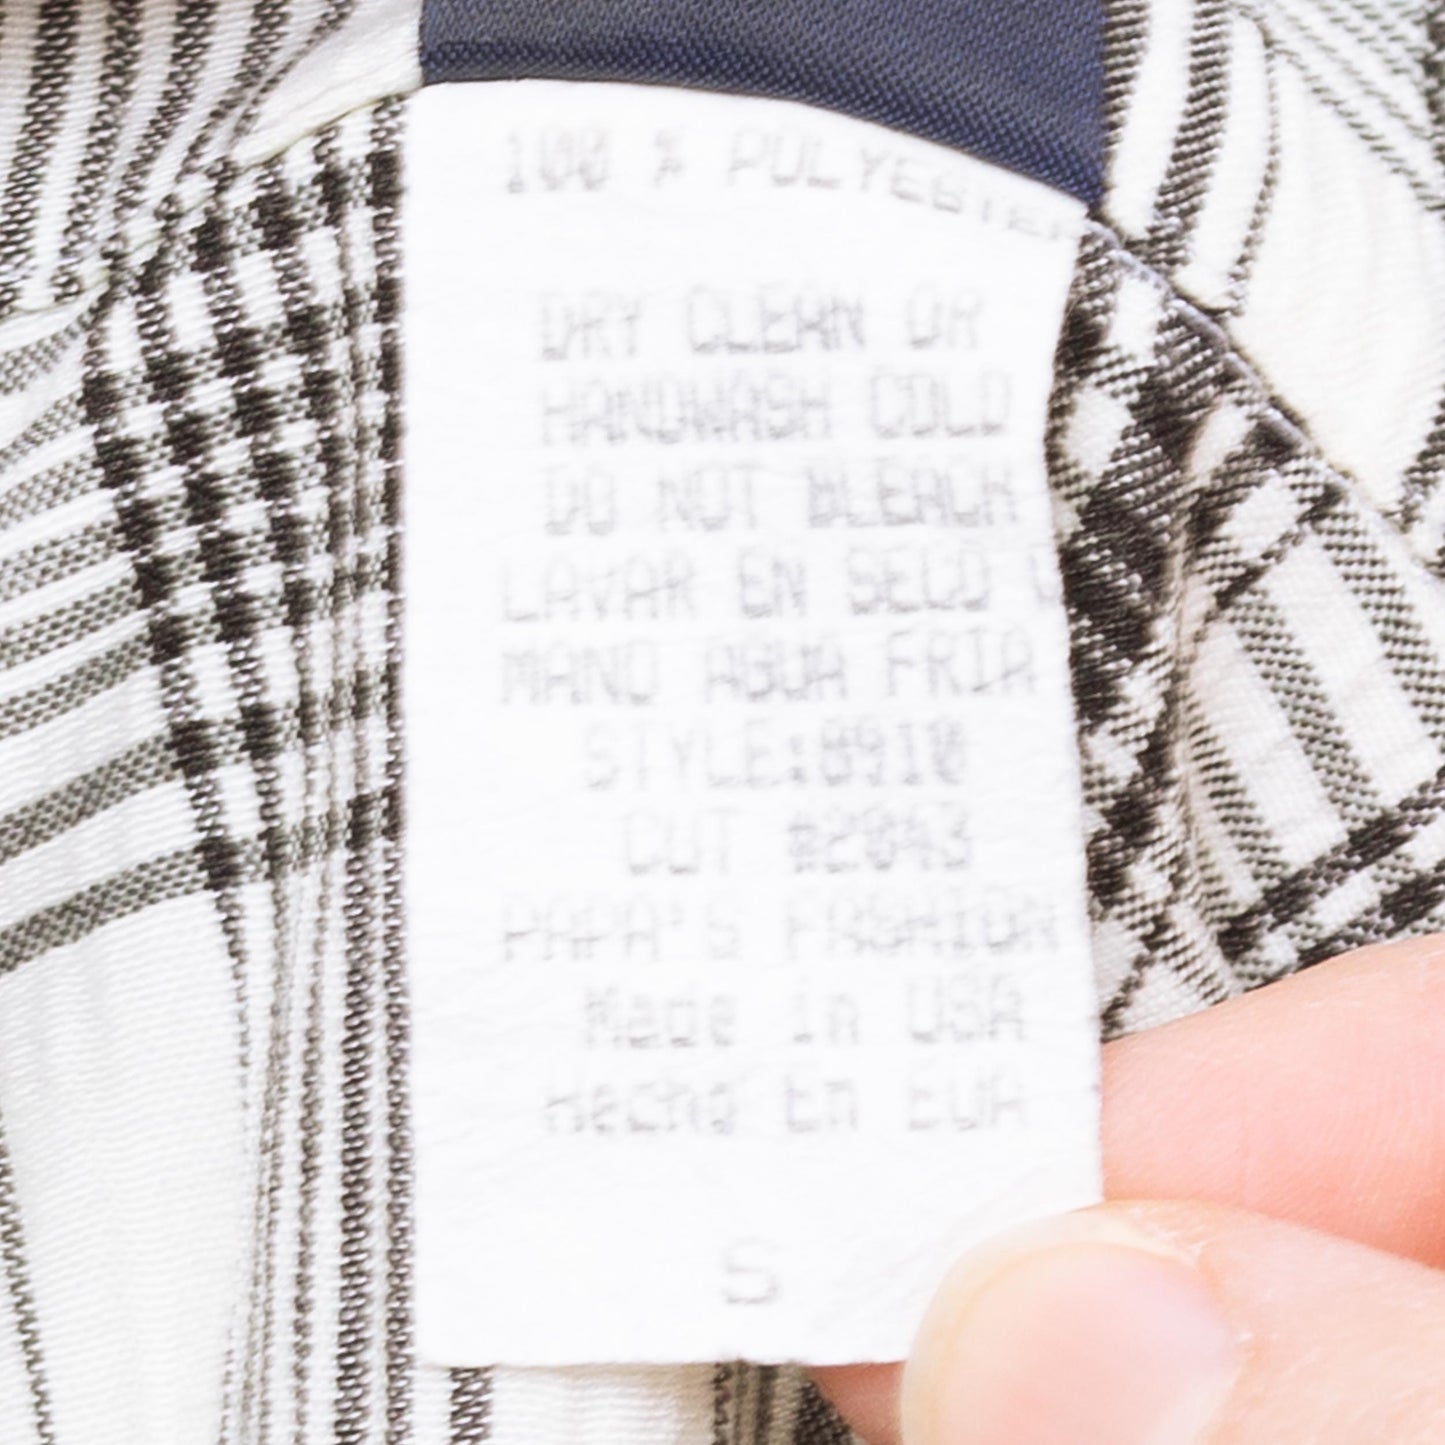 100 % POLYESTER
DRY CLEAN OR
HANDWASH COLD
DO NOT BLEACH
LAVAR EN SECO O
MANO AGUA FRIA
STYLE:8910
CUT #2043
PAPA'S FASHION
Made in USA
Hecho En EUA
S